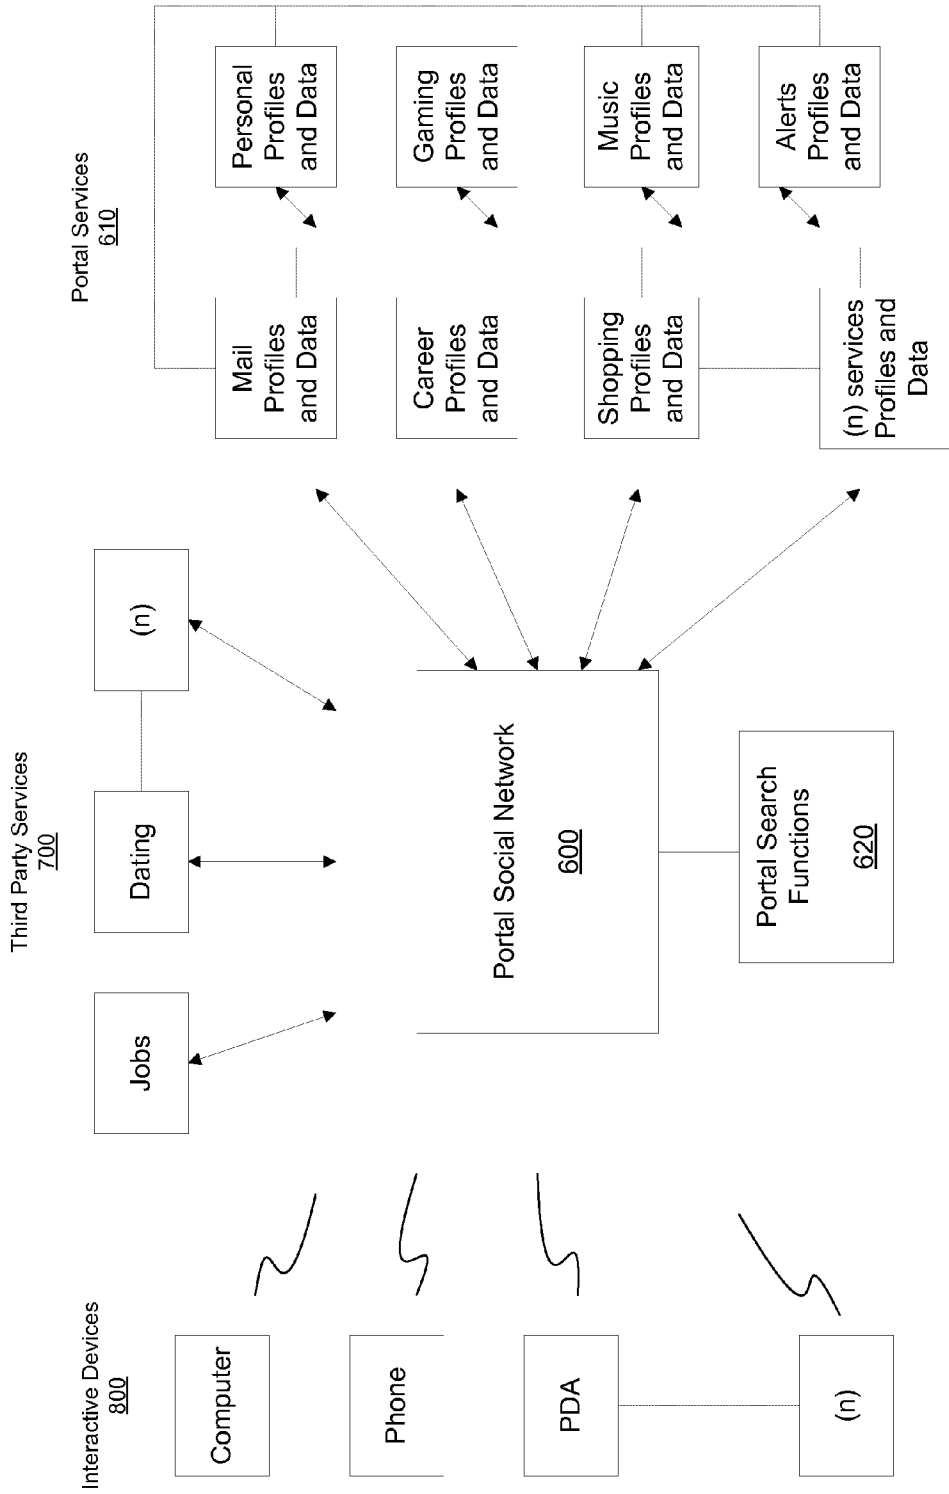 Third Party Services
700
Jobs
Dating
(n)
Interactive Devices
800
Computer
Phone
PDA
(n)
Portal Social Network
600
Portal Search
Functions
620
Portal Services
610
Mail
Profiles
and Data
Personal
Profiles
and Data
Career
Profiles
and Data
Gaming
Profiles
and Data
Shopping
Profiles
and Data
Music
Profiles
and Data
(n) services
Profiles and
Data
Alerts
Profiles
and Data